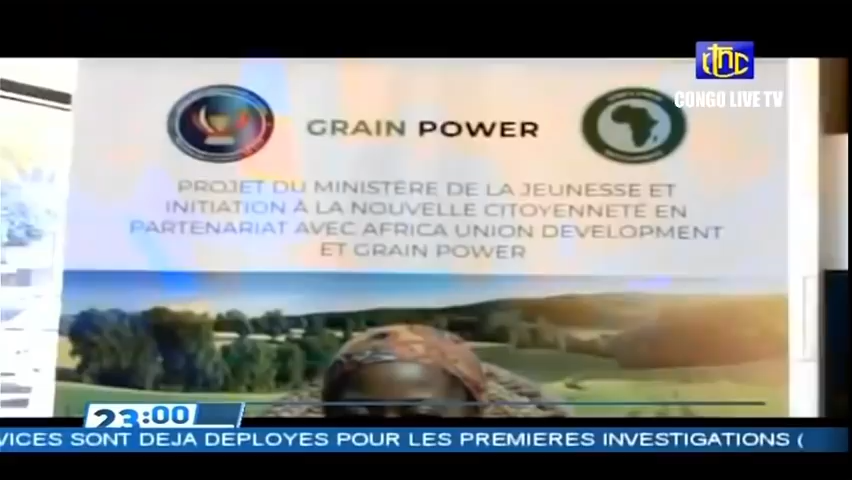 rtnc
CONGO LIVE TV
GRAIN POWER
PROJET DU MINISTÈRE DE LA JEUNESSE ET
INITIATION À LA NOUVELLE CITOYENNETÉ EN
PARTENARIAT AVEC AFRICA UNION DEVELOPMENT
ET GRAIN POWER
23:00
VICES SONT DEJA DEPLOYES POUR LES PREMIERES INVESTIGATIONS (